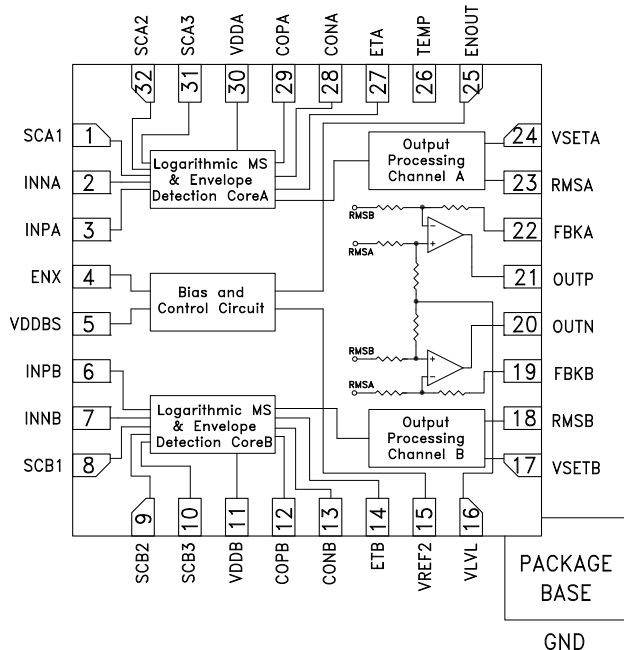 SCA2
SCA3
VDDA
COPA
CONA
ETA
TEMP
ENOUT
32
31
30
29
28
27
26
25
SCA1
1
INNA
2
INPA
3
ENX
4
VDDBS
5
INPB
6
INNB
7
SCB1
8
Logarithmic MS
& Envelope
Detection CoreA
Bias and
Control Circuit
Logarithmic MS
& Envelope
Detection CoreB
Output
Processing
Channel A
RMSB
RMSA
-
+
RMSB
RMSA
+
-
Output
Processing
Channel B
24
VSETA
23
RMSA
22
FBKA
21
OUTP
20
OUTN
19
FBKB
18
RMSB
17
VSETB
9
10
11
12
13
14
15
16
SCB2
SCB3
VDDB
COPB
CONB
ETB
VREF2
VLVL
PACKAGE
BASE
GND